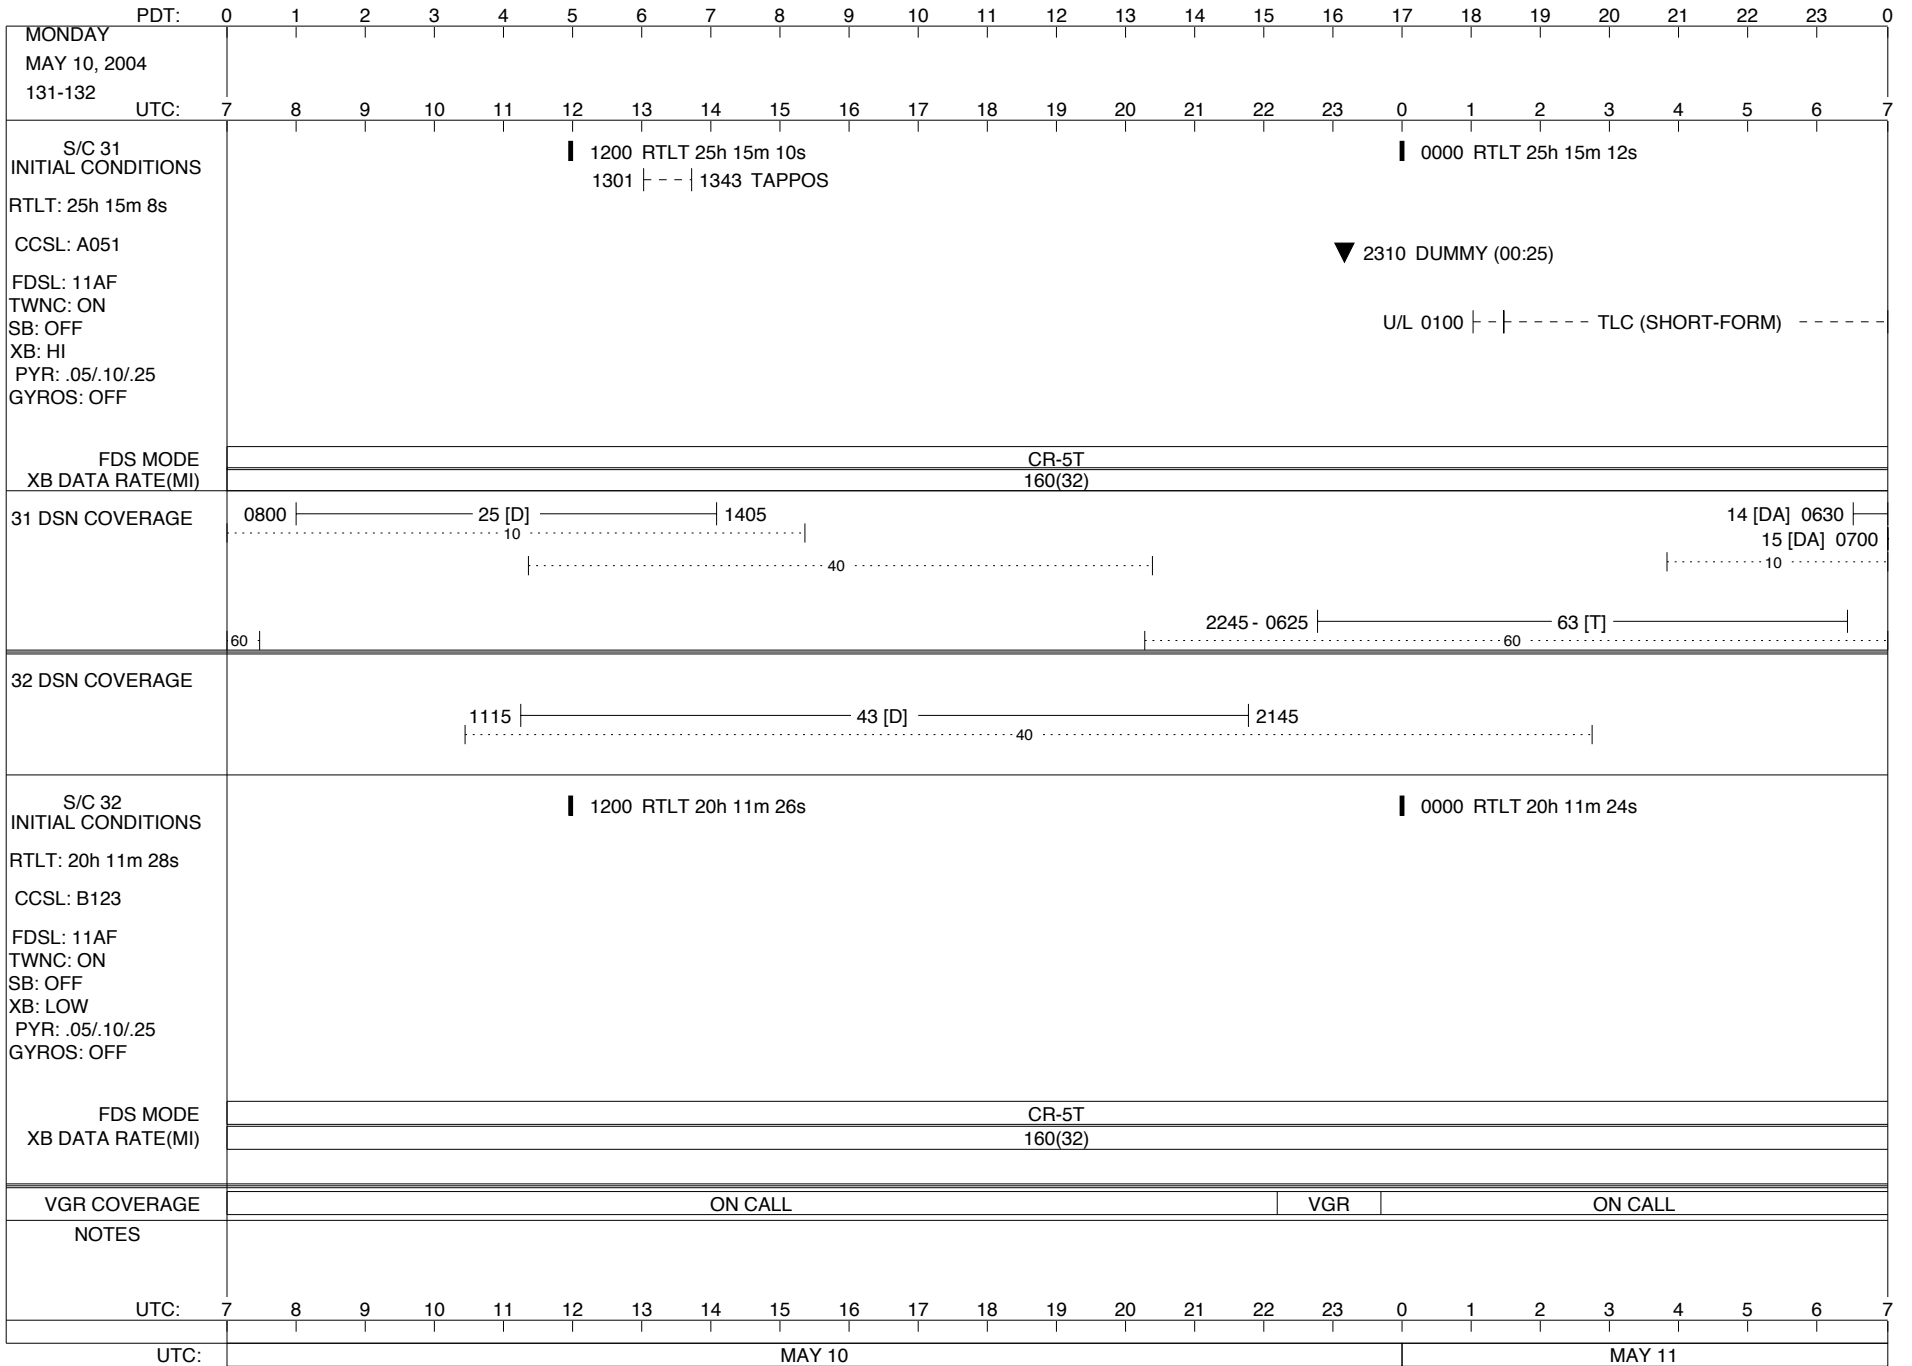 PDT: 0 1 2 3 4 5 6 7 8 9 10 11 12 13 14 15 16 17 18 19 20 21 22 23 0
MONDAY
MAY 10, 2004
131-132
UTC: 7 8 9 10 11 12 13 14 15 16 17 18 19 20 21 22 23 0 1 2 3 4 5 6 7
S/C 31
INITIAL CONDITIONS
1200 RTLT 25h 15m 10s
0000 RTLT 25h 15m 12s
1301 1343 TAPPOS
RTLT: 25h 15m 8s
CCSL: A051
2310 DUMMY (00:25)
FDSL: 11AF
TWNC: ON
SB: OFF
U/L 0100 TLC (SHORT-FORM)
XB: HI
PYR: .05/.10/.25
GYROS: OFF
FDS MODE CR-5T
XB DATA RATE(MI) 160(32)
31 DSN COVERAGE
0800 25 [D] 1405
14 [DA] 0630
10
15 [DA] 0700
40
10
2245 - 0625 63 [T]
60
60
32 DSN COVERAGE
1115 43 [D] 2145
40
S/C 32
INITIAL CONDITIONS
1200 RTLT 20h 11m 26s
0000 RTLT 20h 11m 24s
RTLT: 20h 11m 28s
CCSL: B123
FDSL: 11AF
TWNC: ON
SB: OFF
XB: LOW
PYR: .05/.10/.25
GYROS: OFF
FDS MODE CR-5T
XB DATA RATE(MI) 160(32)
VGR COVERAGE ON CALL VGR ON CALL
NOTES
UTC: 7 8 9 10 11 12 13 14 15 16 17 18 19 20 21 22 23 0 1 2 3 4 5 6 7
UTC: MAY 10 MAY 11